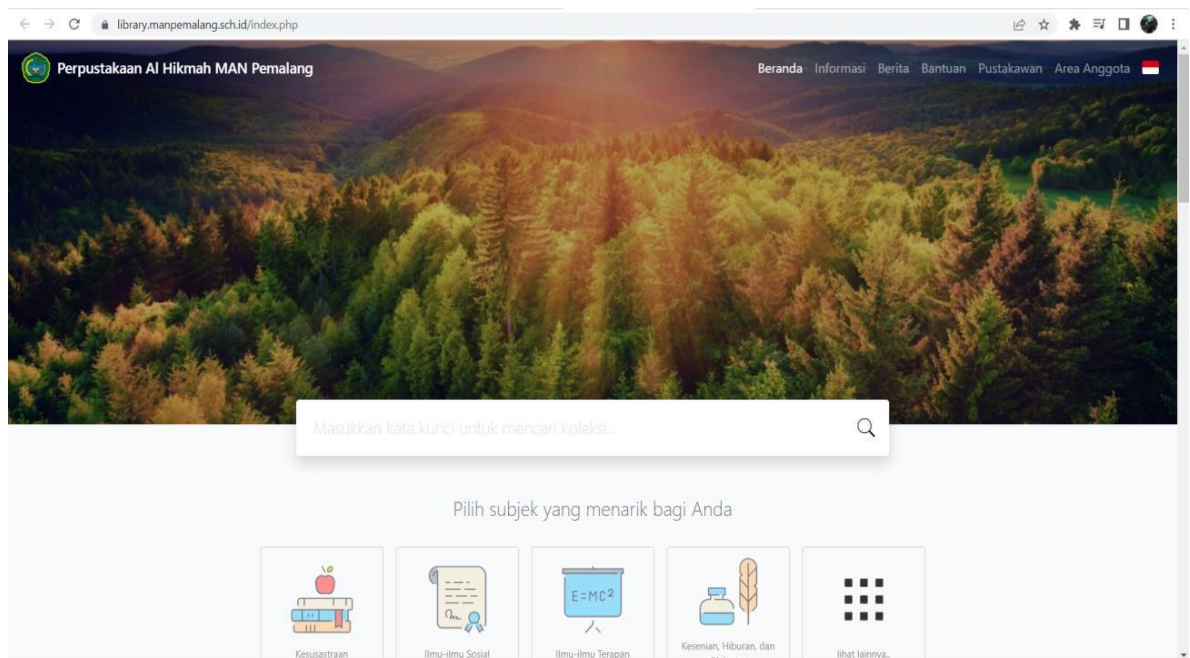 library.manpemalang.sch.id/index.php
Perpustakaan Al Hikmah MAN Pemalang
Beranda Informasi Berita Bantuan Pustakawan Area Anggota
Masukkan kata kunci untuk mencari koleksi...
Pilih subjek yang menarik bagi Anda
E=MC²
Kesusastraan
Ilmu-ilmu Sosial
Ilmu-ilmu Terapan
Kesenian, Hiburan, dan
lihat lainnya..